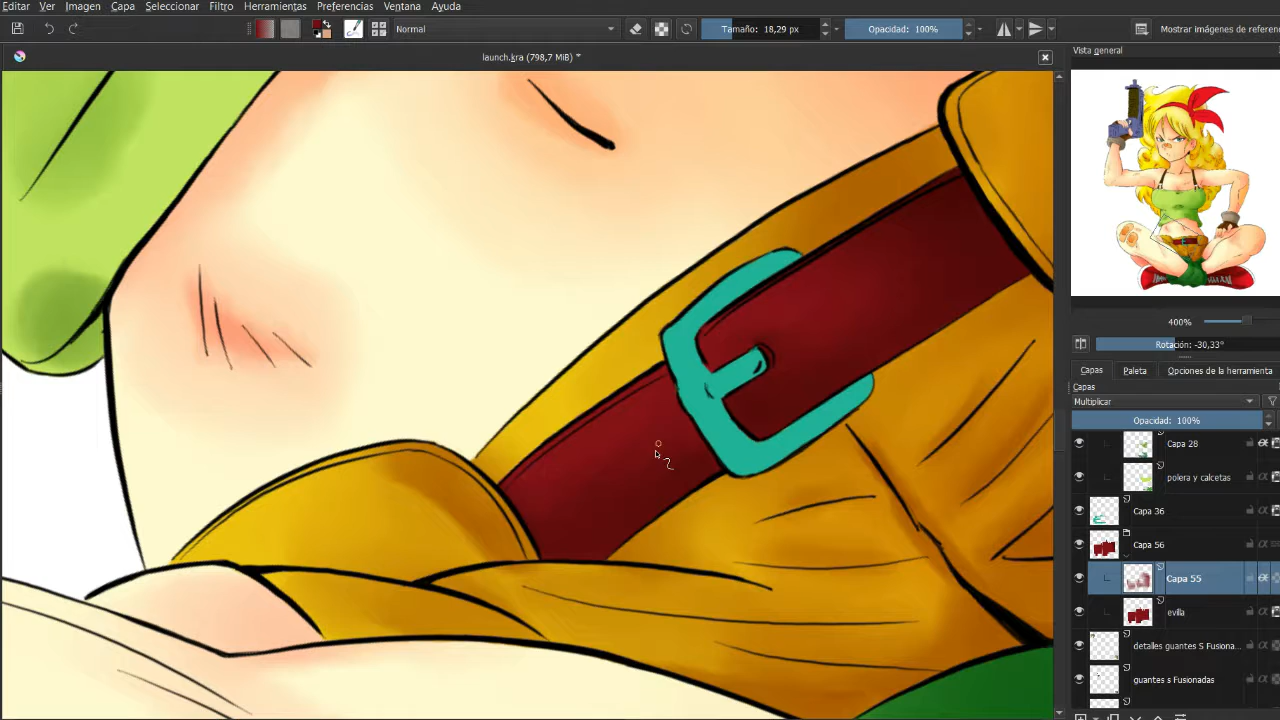 Editar Ver Imagen Capa Seleccionar Herramientas Preferencias Ventana Ayuda
Normal Tamaño: 18,29 px Opacidad: 100% Mostrar imágenes de referen
launch.kra (798,7 MiB) *
Vista general
400%
Rotación: -30,33°
Capas Paleta Opciones de la herramienta
Capas
Multiplicar
Opacidad: 100%
Capa 28
polera y calcetas
Capa 36
Capa 56
Capa 55
evilla
detalles guantes S Fusiona...
guantes s Fusionadas